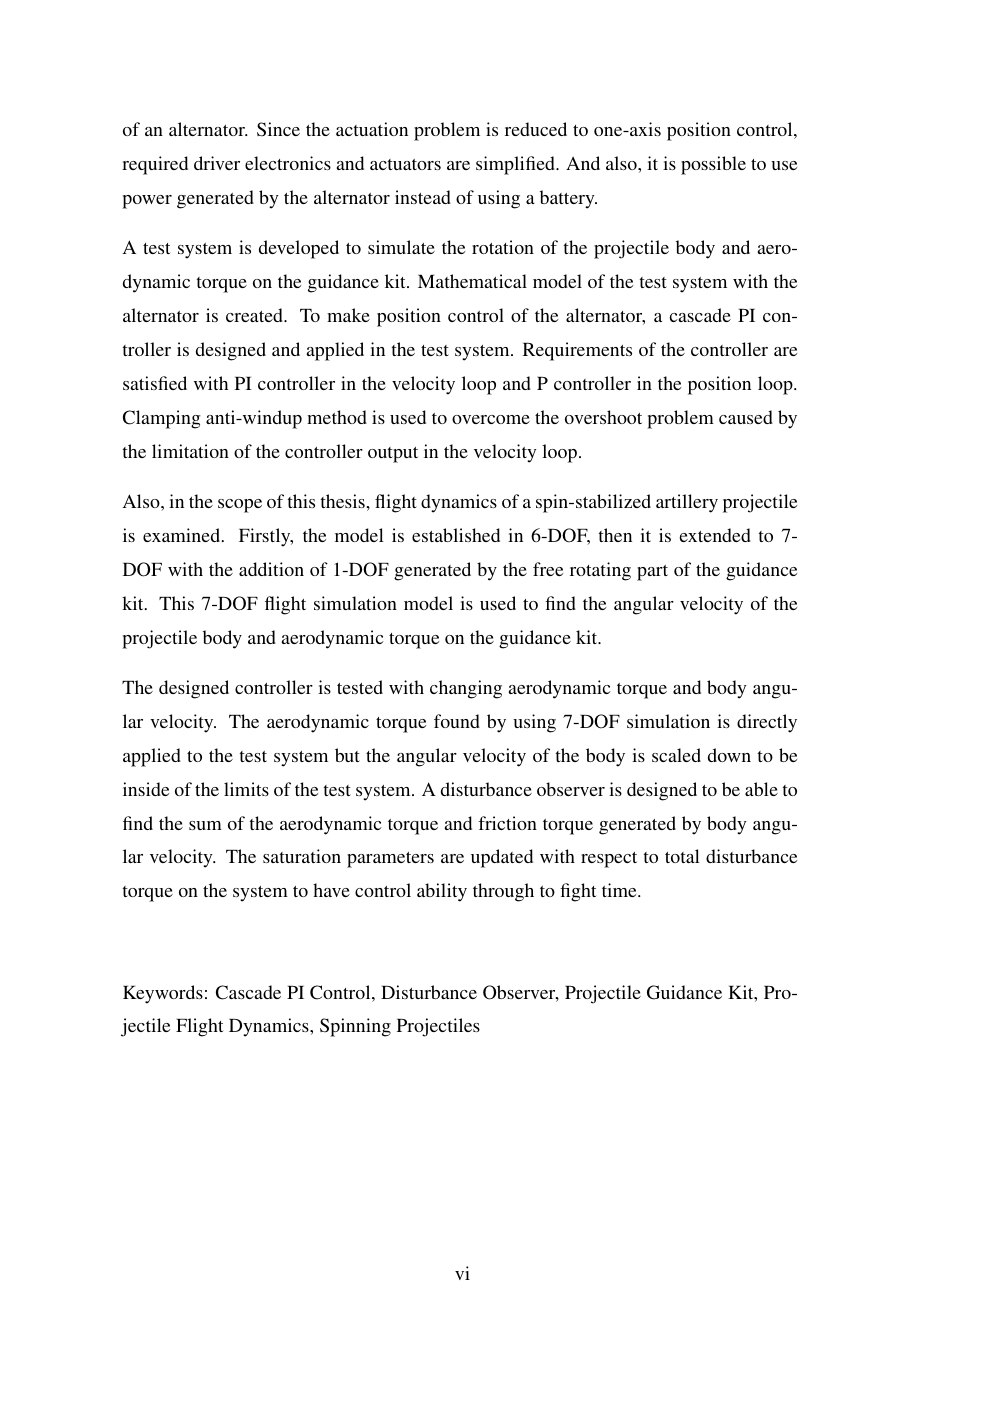 of an alternator. Since the actuation problem is reduced to one-axis position control,
required driver electronics and actuators are simplified. And also, it is possible to use
power generated by the alternator instead of using a battery.
A test system is developed to simulate the rotation of the projectile body and aero-
dynamic torque on the guidance kit. Mathematical model of the test system with the
alternator is created. To make position control of the alternator, a cascade PI con-
troller is designed and applied in the test system. Requirements of the controller are
satisfied with PI controller in the velocity loop and P controller in the position loop.
Clamping anti-windup method is used to overcome the overshoot problem caused by
the limitation of the controller output in the velocity loop.
Also, in the scope of this thesis, flight dynamics of a spin-stabilized artillery projectile
is examined. Firstly, the model is established in 6-DOF, then it is extended to 7-
DOF with the addition of 1-DOF generated by the free rotating part of the guidance
kit. This 7-DOF flight simulation model is used to find the angular velocity of the
projectile body and aerodynamic torque on the guidance kit.
The designed controller is tested with changing aerodynamic torque and body angu-
lar velocity. The aerodynamic torque found by using 7-DOF simulation is directly
applied to the test system but the angular velocity of the body is scaled down to be
inside of the limits of the test system. A disturbance observer is designed to be able to
find the sum of the aerodynamic torque and friction torque generated by body angu-
lar velocity. The saturation parameters are updated with respect to total disturbance
torque on the system to have control ability through to fight time.
Keywords: Cascade PI Control, Disturbance Observer, Projectile Guidance Kit, Pro-
jectile Flight Dynamics, Spinning Projectiles
vi